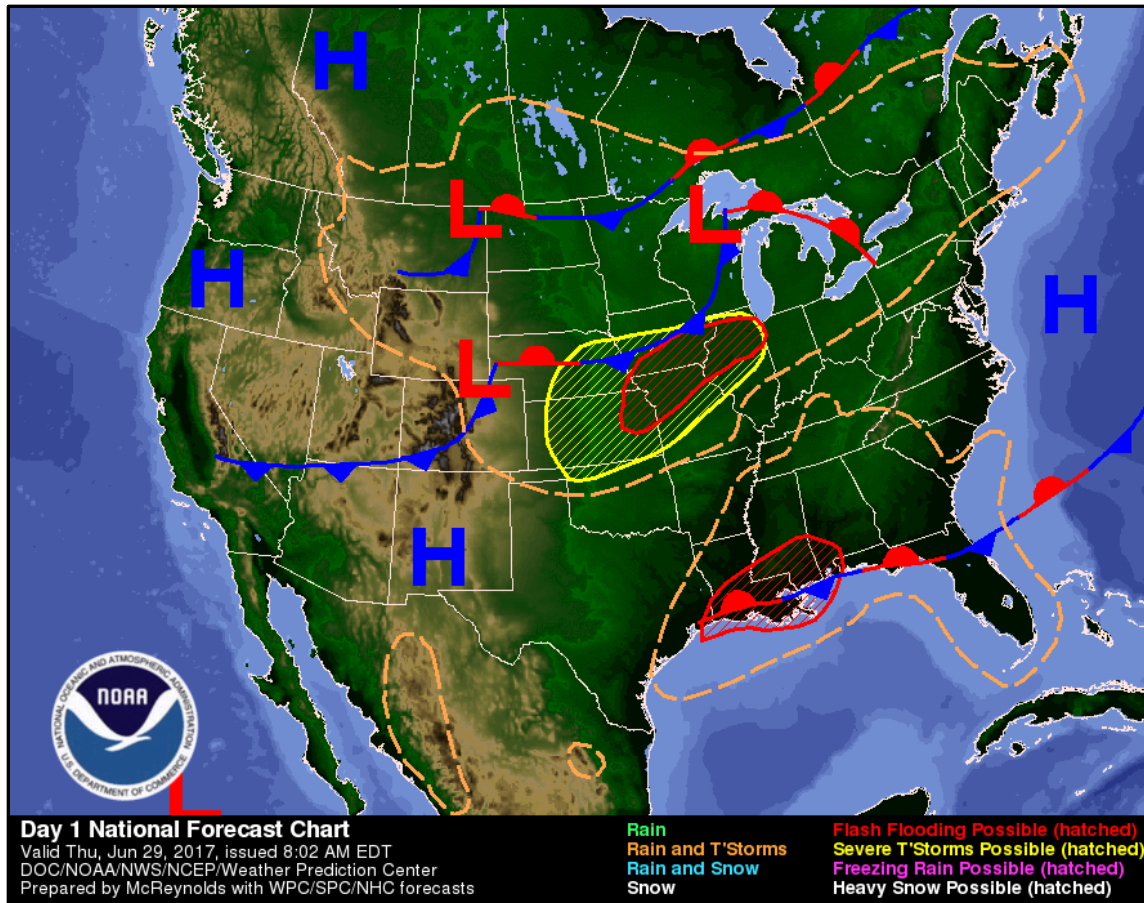 H
H
H
H
L
L
L
L
NATIONAL OCEANIC AND ATMOSPHERIC ADMINISTRATION
NOAA
U.S. DEPARTMENT OF COMMERCE
Day 1 National Forecast Chart
Valid Thu, Jun 29, 2017, issued 8:02 AM EDT
DOC/NOAA/NWS/NCEP/Weather Prediction Center
Prepared by McReynolds with WPC/SPC/NHC forecasts
Rain
Rain and T'Storms
Rain and Snow
Snow
Flash Flooding Possible (hatched)
Severe T'Storms Possible (hatched)
Freezing Rain Possible (hatched)
Heavy Snow Possible (hatched)